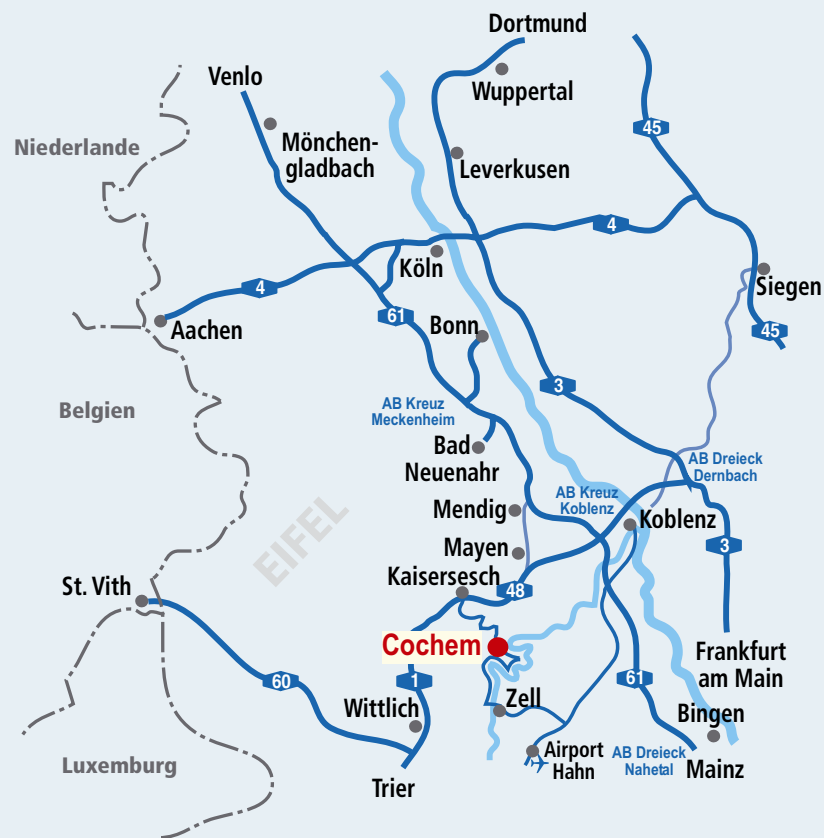 Dortmund
Venlo
Wuppertal
45
Mönchen-
gladbach
Niederlande
Leverkusen
4
Köln
Siegen
4
61
Bonn
Aachen
45
3
AB Kreuz
Meckenheim
Belgien
Bad
Neuenahr
AB Dreieck
Dernbach
AB Kreuz
Koblenz
EIFEL
Mendig
Koblenz
Mayen
3
Kaisersesch
48
St. Vith
Cochem
Frankfurt
am Main
60
1
61
Zell
Wittlich
Bingen
Luxemburg
Airport
Hahn
AB Dreieck
Nahetal
Mainz
Trier